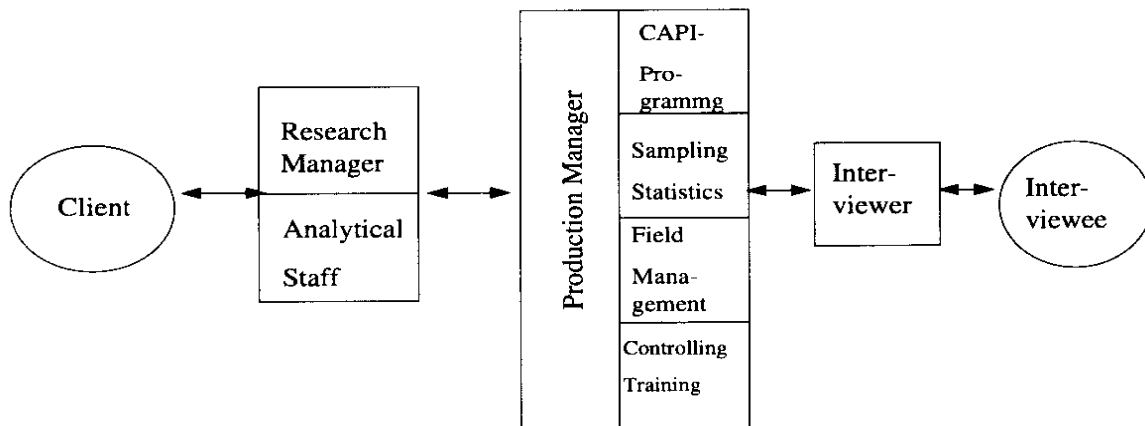 Client
Research
Manager
Analytical
Staff
Production Manager
CAPI-
Pro-
grammg
Sampling
Statistics
Field
Mana-
gement
Controlling
Training
Inter-
viewer
Inter-
viewee